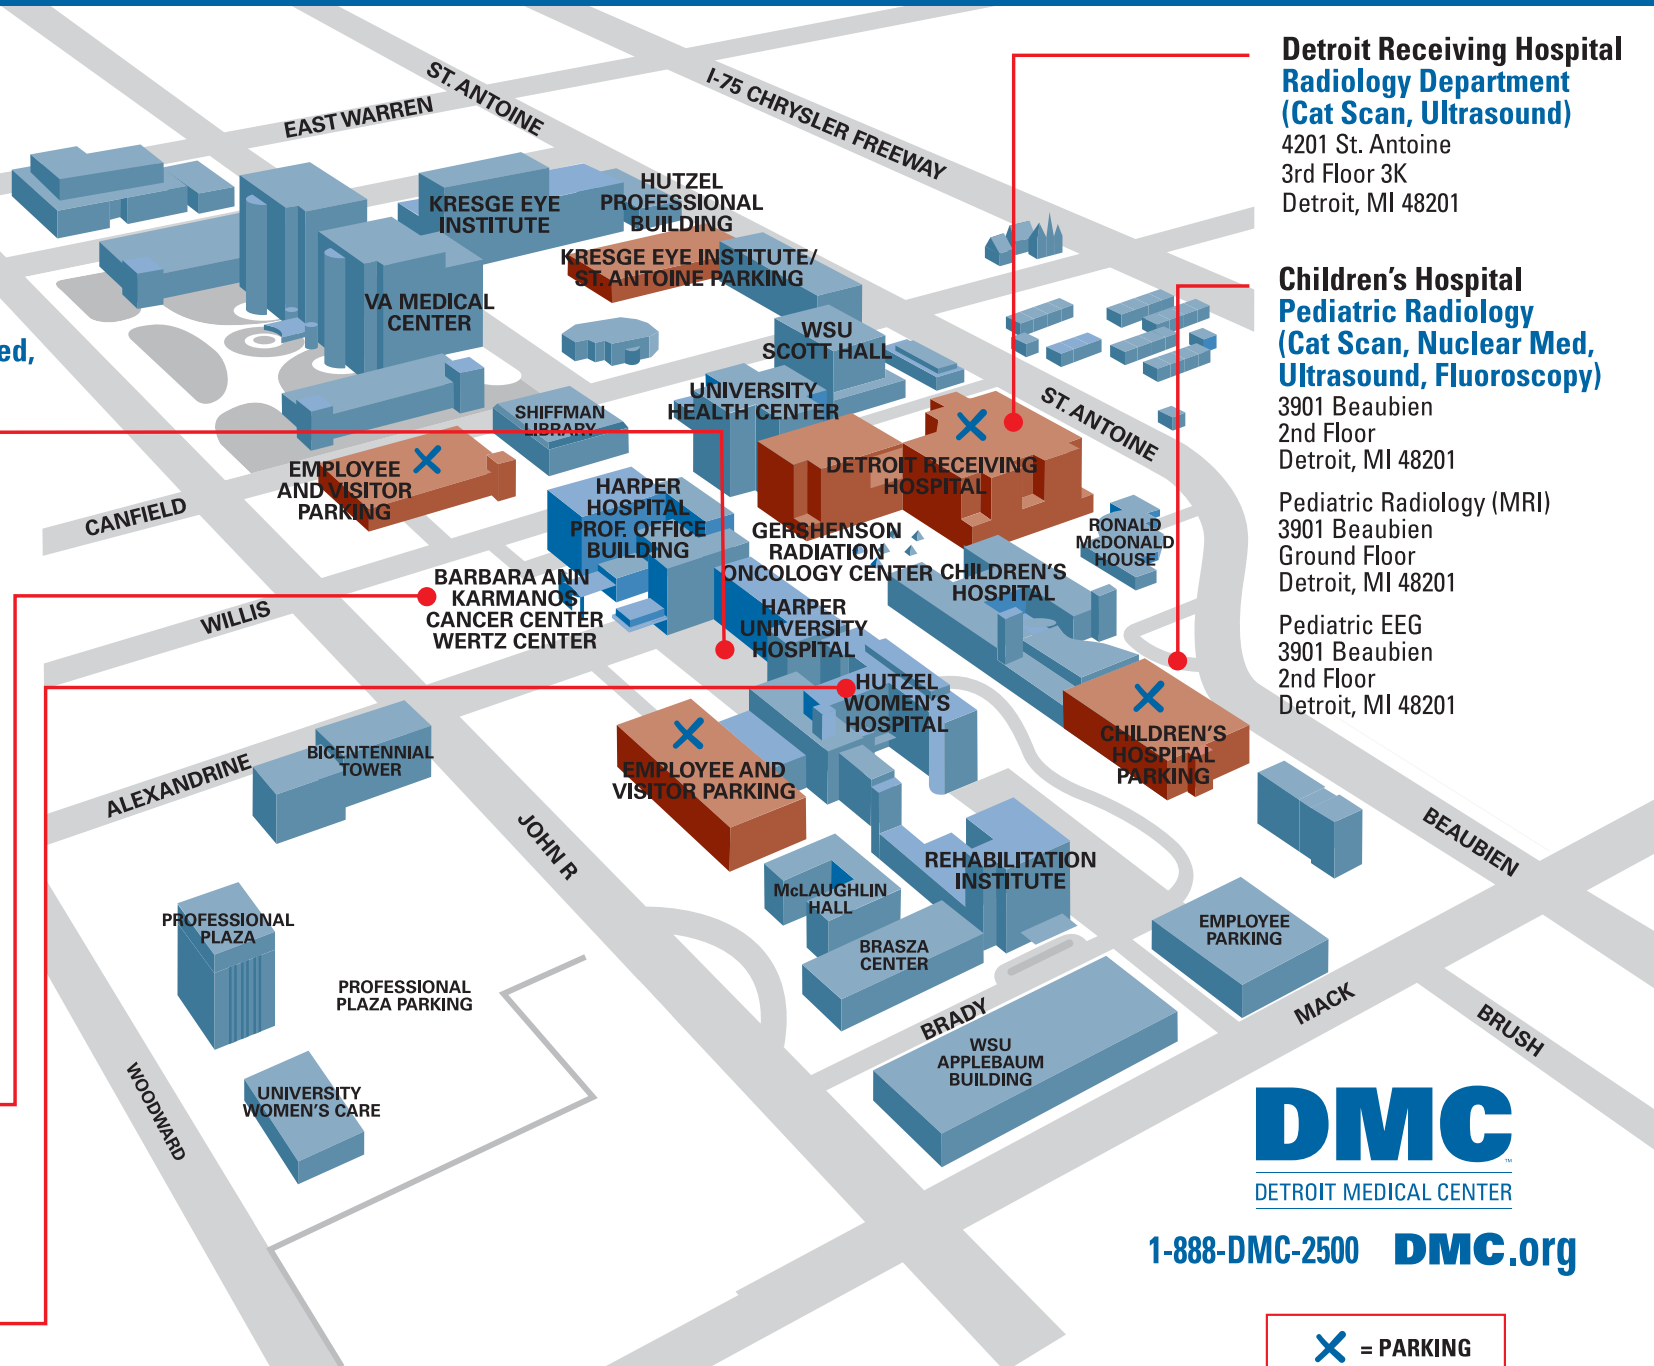 Detroit Receiving Hospital
Radiology Department
(Cat Scan, Ultrasound)
4201 St. Antoine
3rd Floor 3K
Detroit, MI 48201
Children's Hospital
Pediatric Radiology
(Cat Scan, Nuclear Med,
Ultrasound, Fluoroscopy)
3901 Beaubien
2nd Floor
Detroit, MI 48201
Pediatric Radiology (MRI)
3901 Beaubien
Ground Floor
Detroit, MI 48201
Pediatric EEG
3901 Beaubien
2nd Floor
Detroit, MI 48201
ed,
ST. ANTOINE
I-75 CHRYSLER FREEWAY
EAST WARREN
KRESGE EYE
INSTITUTE
HUTZEL
PROFESSIONAL
BUILDING
KRESGE EYE INSTITUTE/
ST. ANTOINE PARKING
VA MEDICAL
CENTER
WSU
SCOTT HALL
UNIVERSITY
HEALTH CENTER
SHIFFMAN
LIBRARY
ST. ANTOINE
EMPLOYEE
AND VISITOR
PARKING
DETROIT RECEIVING
HOSPITAL
CANFIELD
HARPER
HOSPITAL
PROF. OFFICE
BUILDING
GERSHENSON
RADIATION
ONCOLOGY CENTER
RONALD
McDONALD
HOUSE
CHILDREN'S
HOSPITAL
BARBARA ANN
KARMANOS
CANCER CENTER
WERTZ CENTER
WILLIS
HARPER
UNIVERSITY
HOSPITAL
HUTZEL
WOMEN'S
HOSPITAL
CHILDREN'S
HOSPITAL
PARKING
BICENTENNIAL
TOWER
ALEXANDRINE
EMPLOYEE AND
VISITOR PARKING
JOHN R
BEAUBIEN
REHABILITATION
INSTITUTE
McLAUGHLIN
HALL
PROFESSIONAL
PLAZA
BRASZA
CENTER
EMPLOYEE
PARKING
PROFESSIONAL
PLAZA PARKING
BRADY
MACK
BRUSH
WSU
APPLEBAUM
BUILDING
WOODWARD
UNIVERSITY
WOMEN'S CARE
DMC™
DETROIT MEDICAL CENTER
1-888-DMC-2500 DMC.org
= PARKING